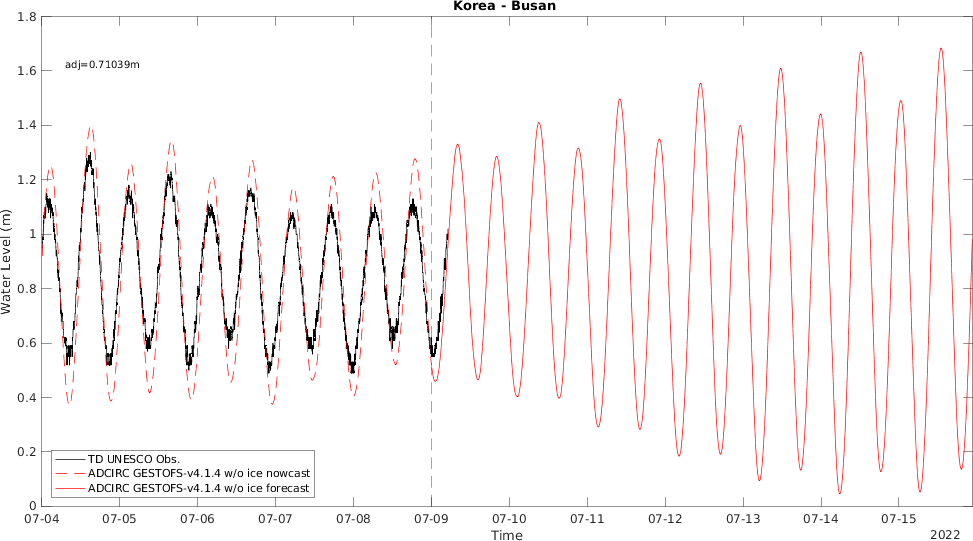 Korea - Busan
1.8
1.6
1.4
1.2
1
0.8
0.6
0.4
0.2
0
Water Level (m)
adj=0.71039m
TD UNESCO Obs.
ADCIRC GESTOFS-v4.1.4 w/o ice nowcast
ADCIRC GESTOFS-v4.1.4 w/o ice forecast
07-04 07-05 07-06 07-07 07-08 07-09 07-10 07-11 07-12 07-13 07-14 07-15
Time
2022